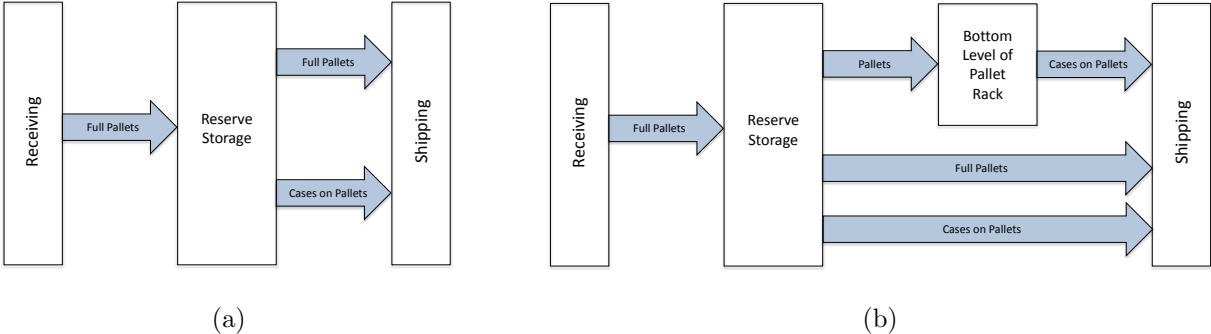 Receiving
Full Pallets
Reserve
Storage
Full Pallets
Cases on Pallets
Shipping
(a)
Receiving
Full Pallets
Reserve
Storage
Pallets
Bottom
Level of
Pallet
Rack
Cases on Pallets
Full Pallets
Cases on Pallets
Shipping
(b)